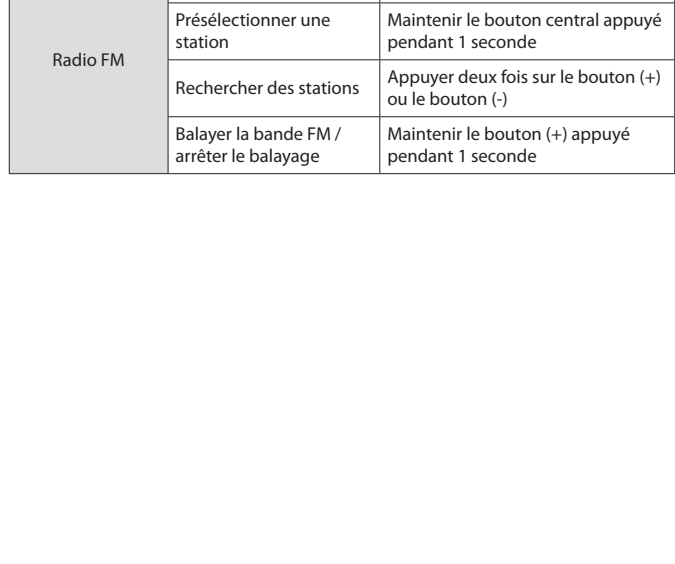 Radio FM
Présélectionner une
station
Maintenir le bouton central appuyé
pendant 1 seconde
Rechercher des stations
Appuyer deux fois sur le bouton (+)
ou le bouton (-)
Balayer la bande FM /
arrêter le balayage
Maintenir le bouton (+) appuyé
pendant 1 seconde